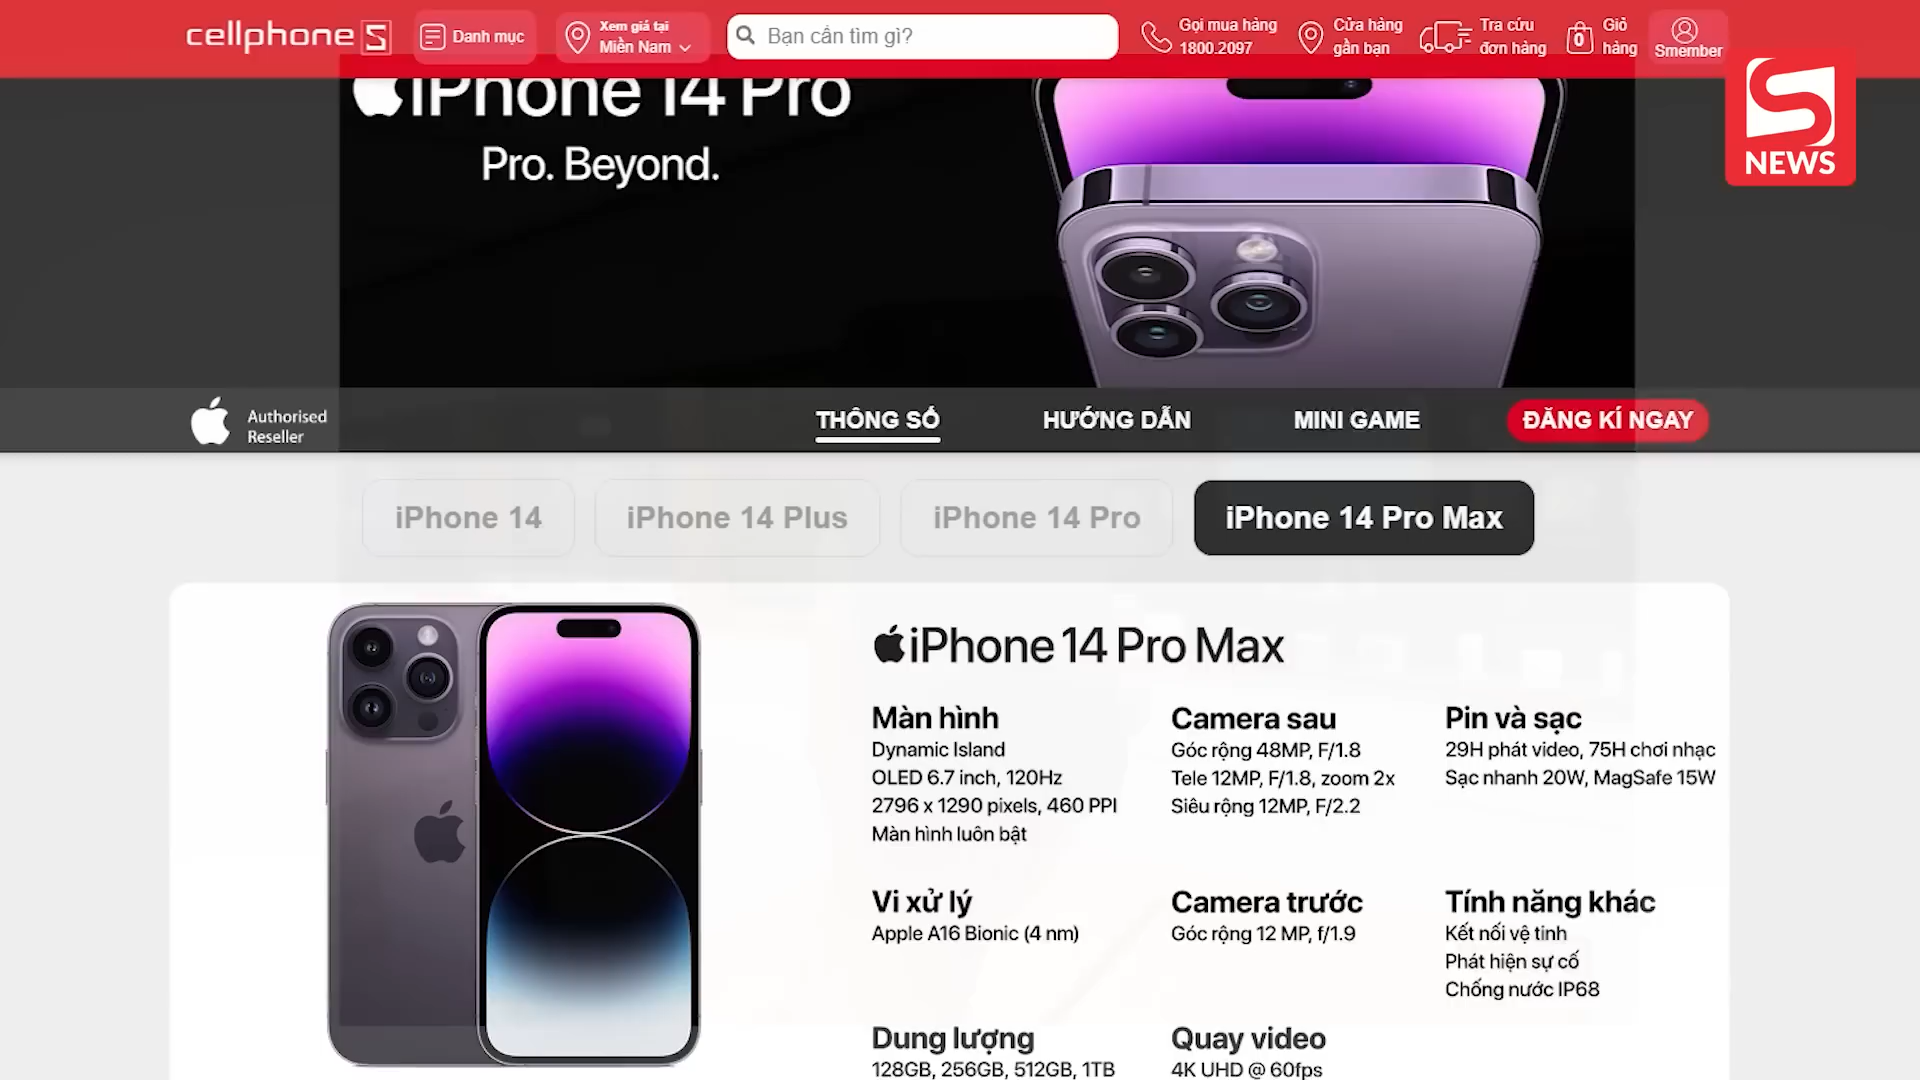 cellphoneS
Danh mục
Xem giá tại
Miền Nam
Bạn cần tìm gì?
Gọi mua hàng
1800.2097
Cửa hàng
gần bạn
Tra cứu
đơn hàng
0
Giỏ
hàng
Smember
S
NEWS
iPhone 14 Pro
Pro. Beyond.
Authorised
Reseller
THÔNG SỐ
HƯỚNG DẪN
MINI GAME
ĐĂNG KÍ NGAY
iPhone 14
iPhone 14 Plus
iPhone 14 Pro
iPhone 14 Pro Max
iPhone 14 Pro Max
Màn hình
Dynamic Island
OLED 6.7 inch, 120Hz
2796 x 1290 pixels, 460 PPI
Màn hình luôn bật
Camera sau
Góc rộng 48MP, F/1.8
Tele 12MP, F/1.8, zoom 2x
Siêu rộng 12MP, F/2.2
Pin và sạc
29H phát video, 75H chơi nhạc
Sạc nhanh 20W, MagSafe 15W
Vi xử lý
Apple A16 Bionic (4 nm)
Camera trước
Góc rộng 12 MP, f/1.9
Tính năng khác
Kết nối vệ tinh
Phát hiện sự cố
Chống nước IP68
Dung lượng
128GB, 256GB, 512GB, 1TB
Quay video
4K UHD @ 60fps